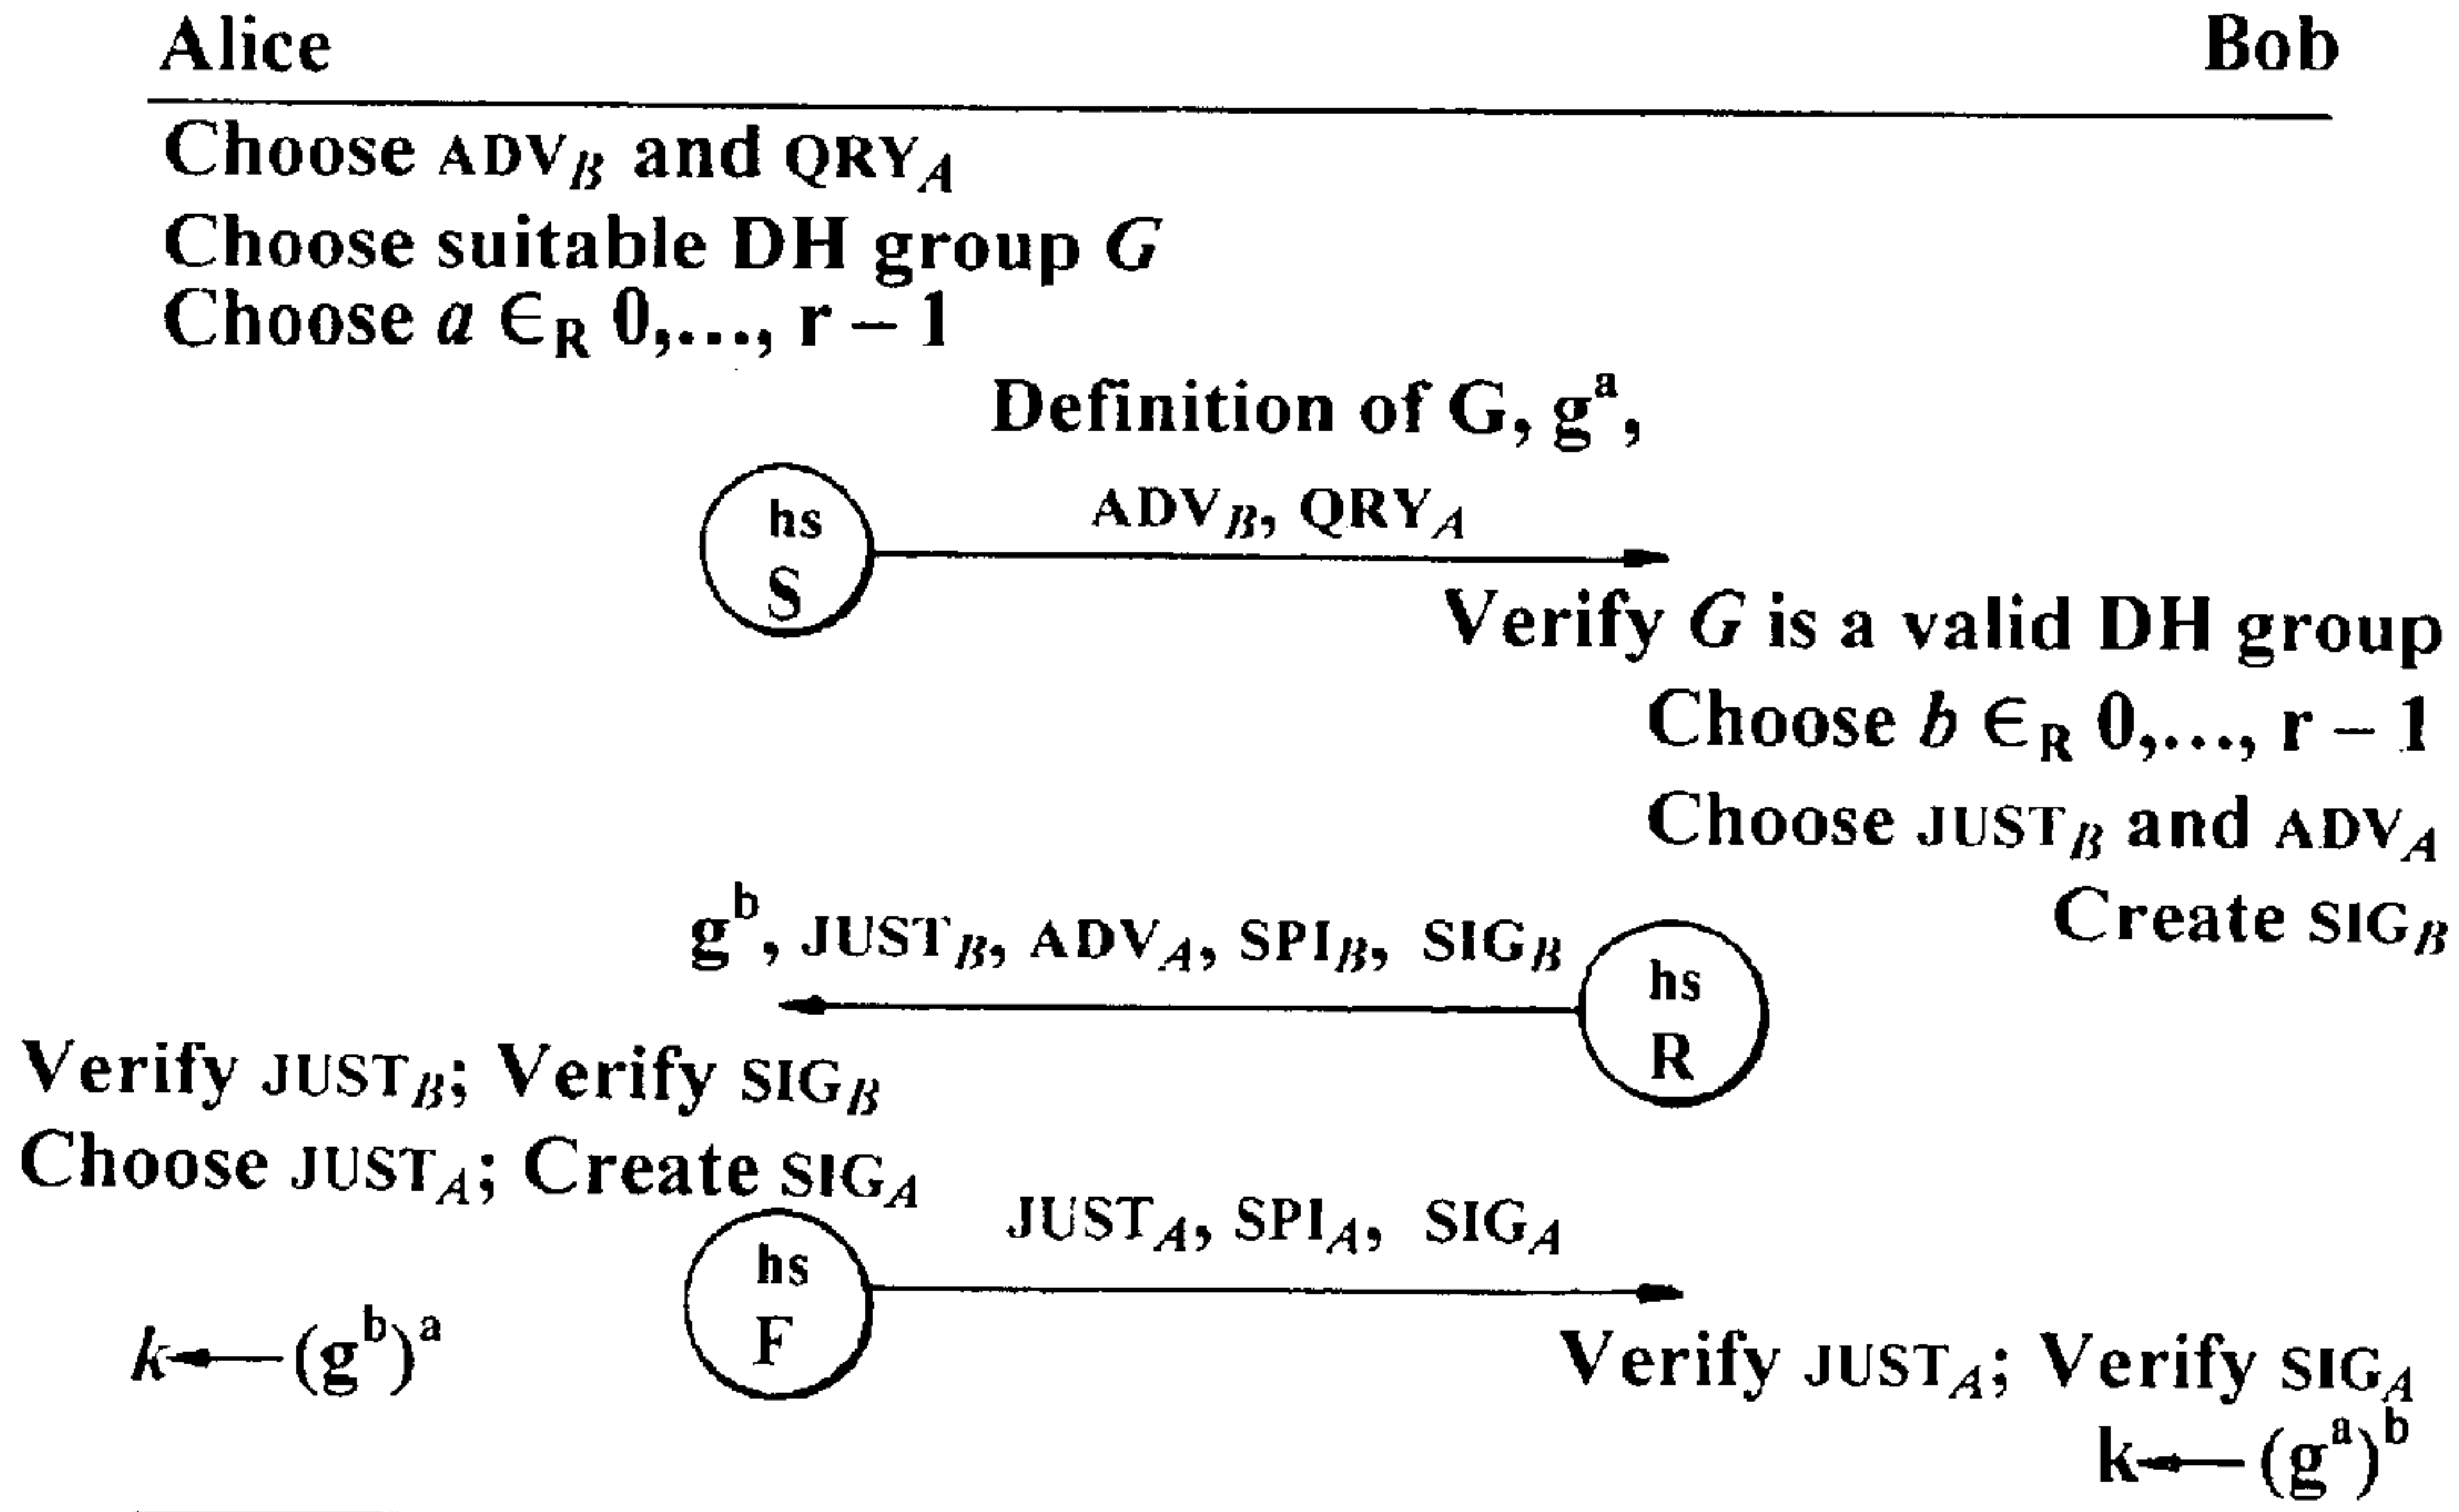 Alice Bob
Choose ADV_B and QRY_A
Choose suitable DH group G
Choose a ∈_R 0,..., r – 1
Definition of G, g^a,
ADV_B, QRY_A
hs
S
Verify G is a valid DH group
Choose b ∈_R 0,..., r – 1
Choose JUST_B and ADV_A
Create SIG_B
g^b, JUST_B, ADV_A, SPI_B, SIG_B
hs
R
Verify JUST_B; Verify SIG_B
Choose JUST_A; Create SIG_A
JUST_A, SPI_A, SIG_A
hs
F
k ← (g^b)^a
Verify JUST_A; Verify SIG_A
k ← (g^a)^b